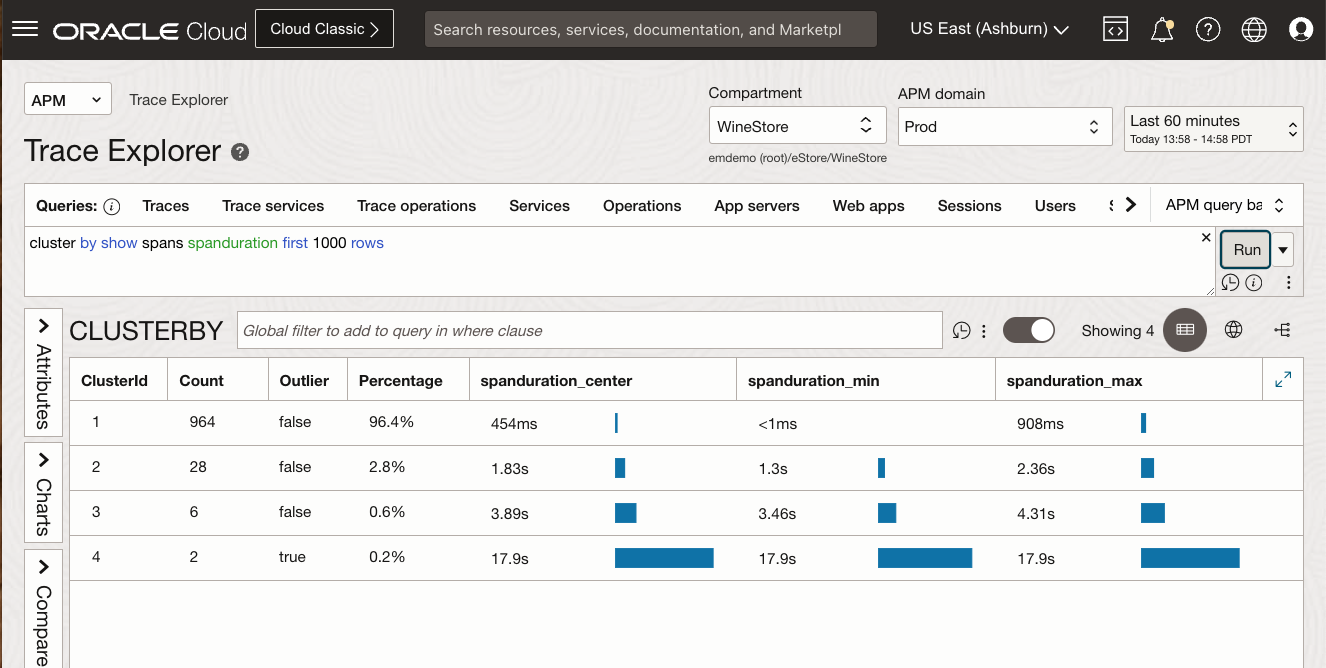 ORACLE Cloud
Cloud Classic
Search resources, services, documentation, and Marketpl
US East (Ashburn)
APM
Trace Explorer
Compartment
WineStore
emdemo (root)/eStore/WineStore
APM domain
Prod
Last 60 minutes
Today 13:58 - 14:58 PDT
Trace Explorer
Queries: Traces Trace services Trace operations Services Operations App servers Web apps Sessions Users
APM query ba
cluster by show spans spanduration first 1000 rows
Run
Attributes
Charts
Compare
CLUSTERBY
Global filter to add to query in where clause
Showing 4
ClusterId Count Outlier Percentage spanduration_center spanduration_min spanduration_max
1 964 false 96.4% 454ms <1ms 908ms
2 28 false 2.8% 1.83s 1.3s 2.36s
3 6 false 0.6% 3.89s 3.46s 4.31s
4 2 true 0.2% 17.9s 17.9s 17.9s